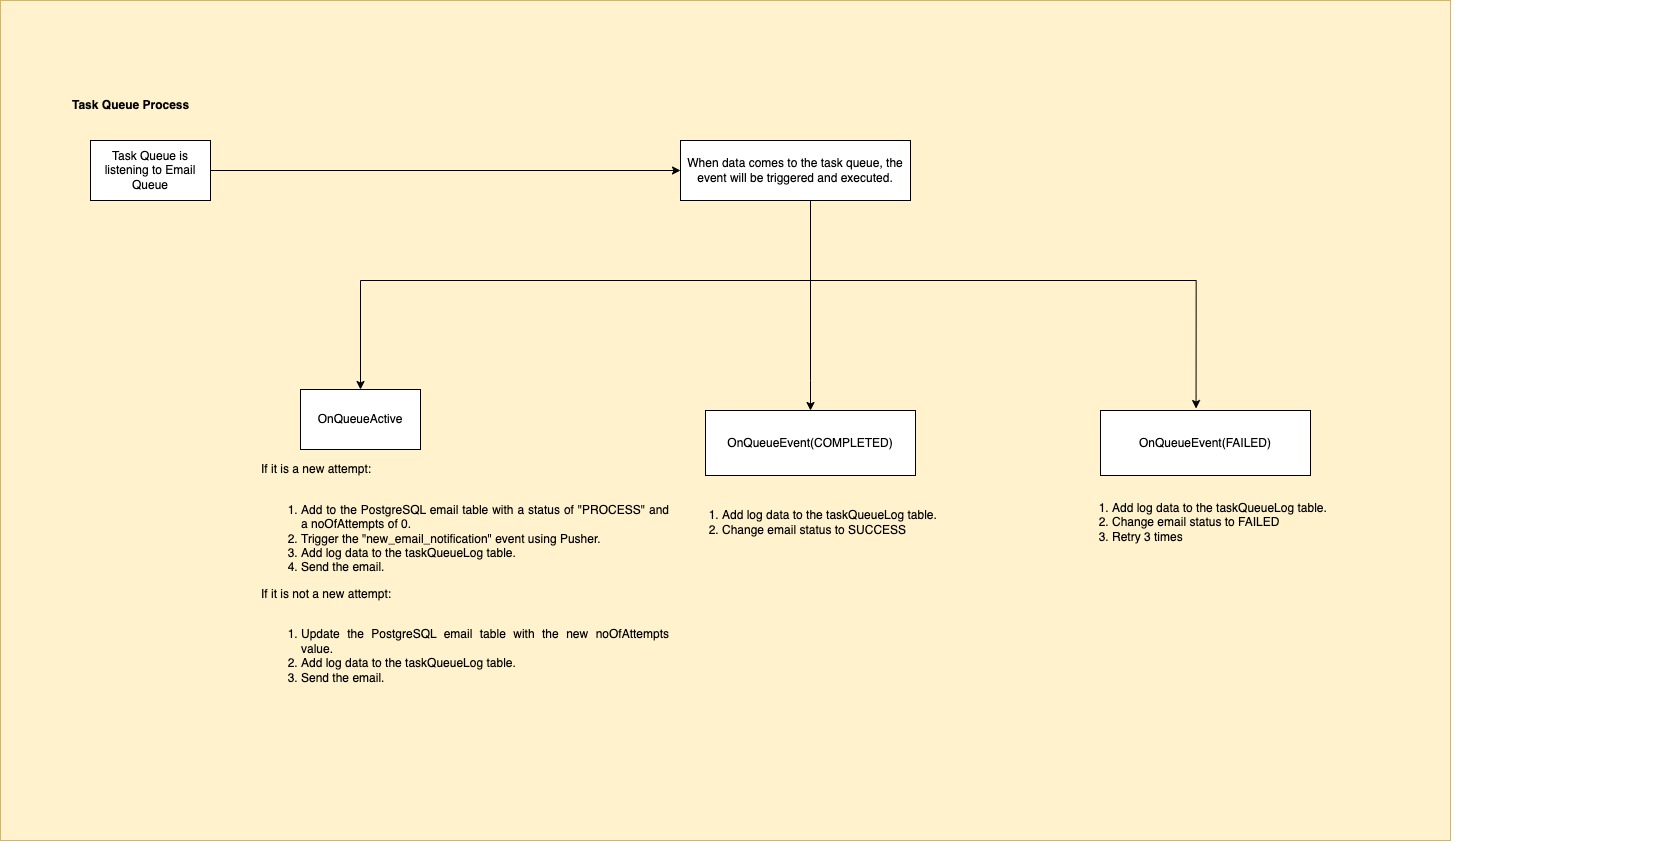 Task Queue Process
Task Queue is
listening to Email
Queue
When data comes to the task queue, the
event will be triggered and executed.
OnQueueActive
If it is a new attempt:
1. Add to the PostgreSQL email table with a status of "PROCESS" and
a noOfAttempts of 0.
2. Trigger the "new_email_notification" event using Pusher.
3. Add log data to the taskQueueLog table.
4. Send the email.
If it is not a new attempt:
1. Update the PostgreSQL email table with the new noOfAttempts
value.
2. Add log data to the taskQueueLog table.
3. Send the email.
OnQueueEvent(COMPLETED)
1. Add log data to the taskQueueLog table.
2. Change email status to SUCCESS
OnQueueEvent(FAILED)
1. Add log data to the taskQueueLog table.
2. Change email status to FAILED
3. Retry 3 times